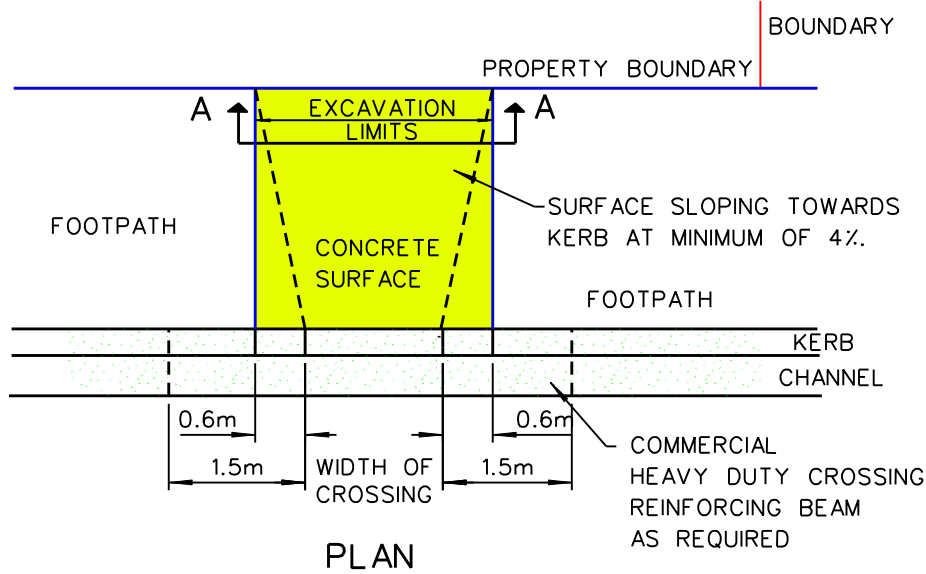 BOUNDARY
PROPERTY BOUNDARY
A
A
EXCAVATION
LIMITS
SURFACE SLOPING TOWARDS
KERB AT MINIMUM OF 4%.
FOOTPATH
CONCRETE
SURFACE
FOOTPATH
KERB
CHANNEL
0.6m
0.6m
1.5m
WIDTH OF
CROSSING
1.5m
COMMERCIAL
HEAVY DUTY CROSSING
REINFORCING BEAM
AS REQUIRED
PLAN